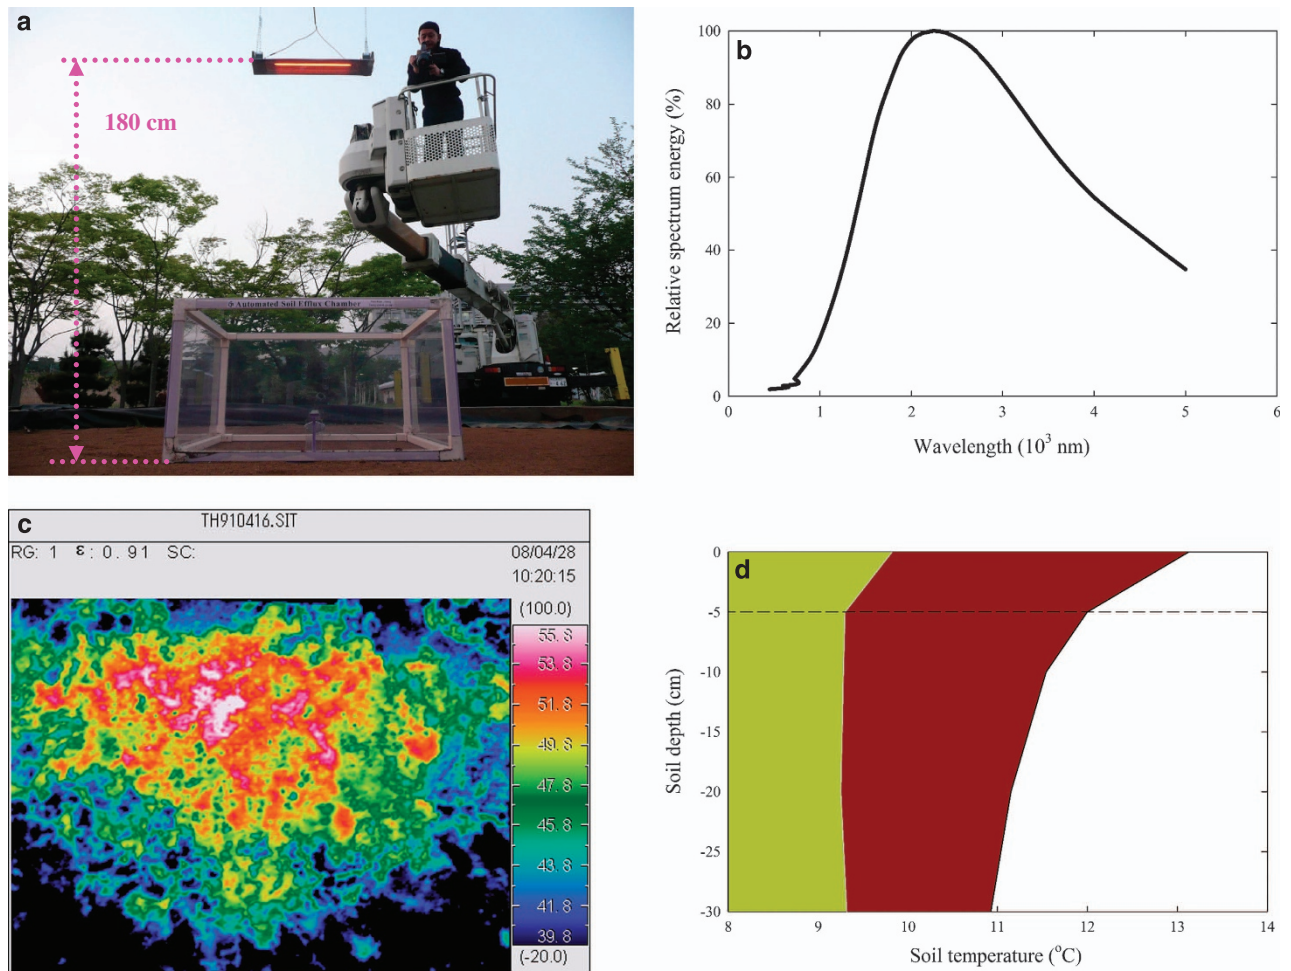 a
180 cm
Automated Soil Efflux Chamber
b
100
80
60
40
20
0
Relative spectrum energy (%)
0 1 2 3 4 5 6
Wavelength (10³ nm)
c
TH910416.SIT
RG: 1 ε: 0.91 SC:
08/04/28
10:20:15
(100.0)
55.8
53.8
51.8
49.8
47.8
45.8
43.8
41.8
39.8
(-20.0)
d
0
-5
-10
-15
-20
-25
-30
Soil depth (cm)
8 9 10 11 12 13 14
Soil temperature (°C)